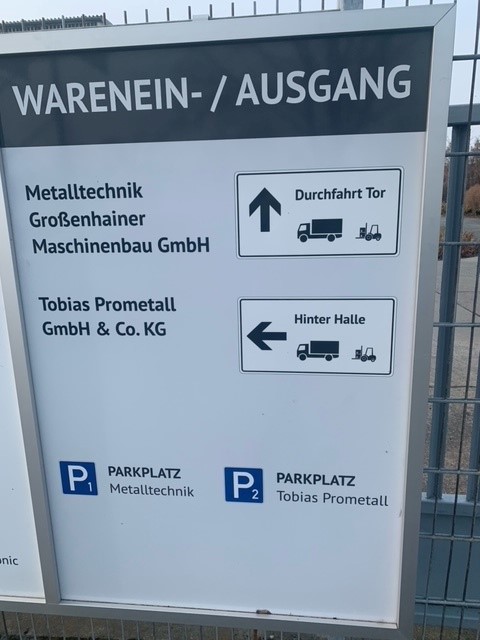 WARENEIN- / AUSGANG
Metalltechnik
Großenhainer
Maschinenbau GmbH
Durchfahrt Tor
Tobias Prometall
GmbH & Co. KG
Hinter Halle
P1 PARKPLATZ
Metalltechnik
P2 PARKPLATZ
Tobias Prometall